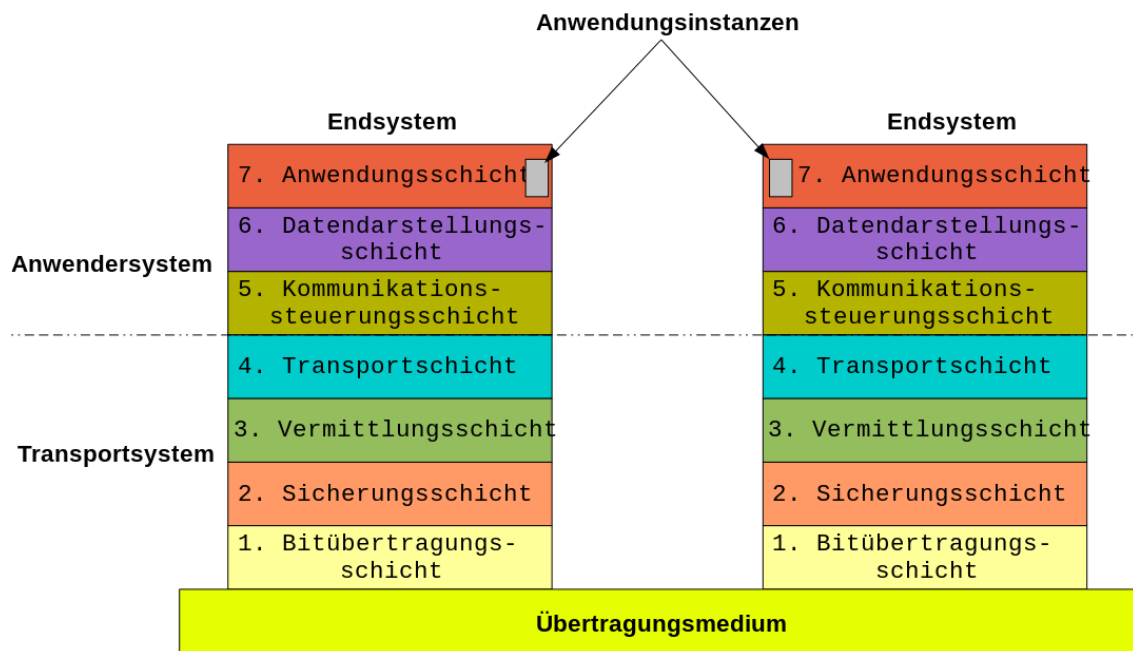 Anwendungsinstanzen
Endsystem
Endsystem
7. Anwendungsschicht
7. Anwendungsschicht
6. Datendarstellungs-
schicht
6. Datendarstellungs-
schicht
Anwendersystem
5. Kommunikations-
steuerungsschicht
5. Kommunikations-
steuerungsschicht
4. Transportschicht
4. Transportschicht
3. Vermittlungsschicht
3. Vermittlungsschicht
Transportsystem
2. Sicherungsschicht
2. Sicherungsschicht
1. Bitübertragungs-
schicht
1. Bitübertragungs-
schicht
Übertragungsmedium